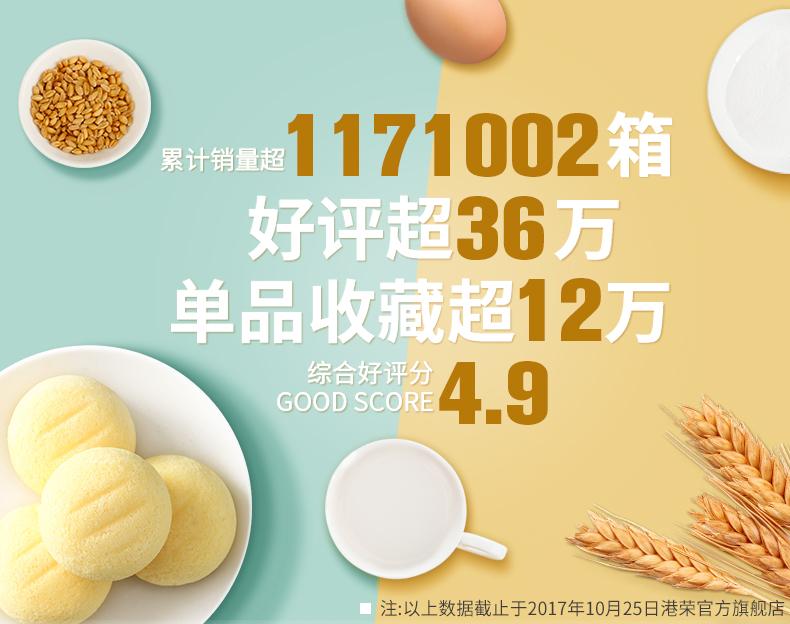 累计销量超1171002箱
好评超36万
单品收藏超12万
综合好评分
GOOD SCORE 4.9
注:以上数据截止于2017年10月25日港荣官方旗舰店